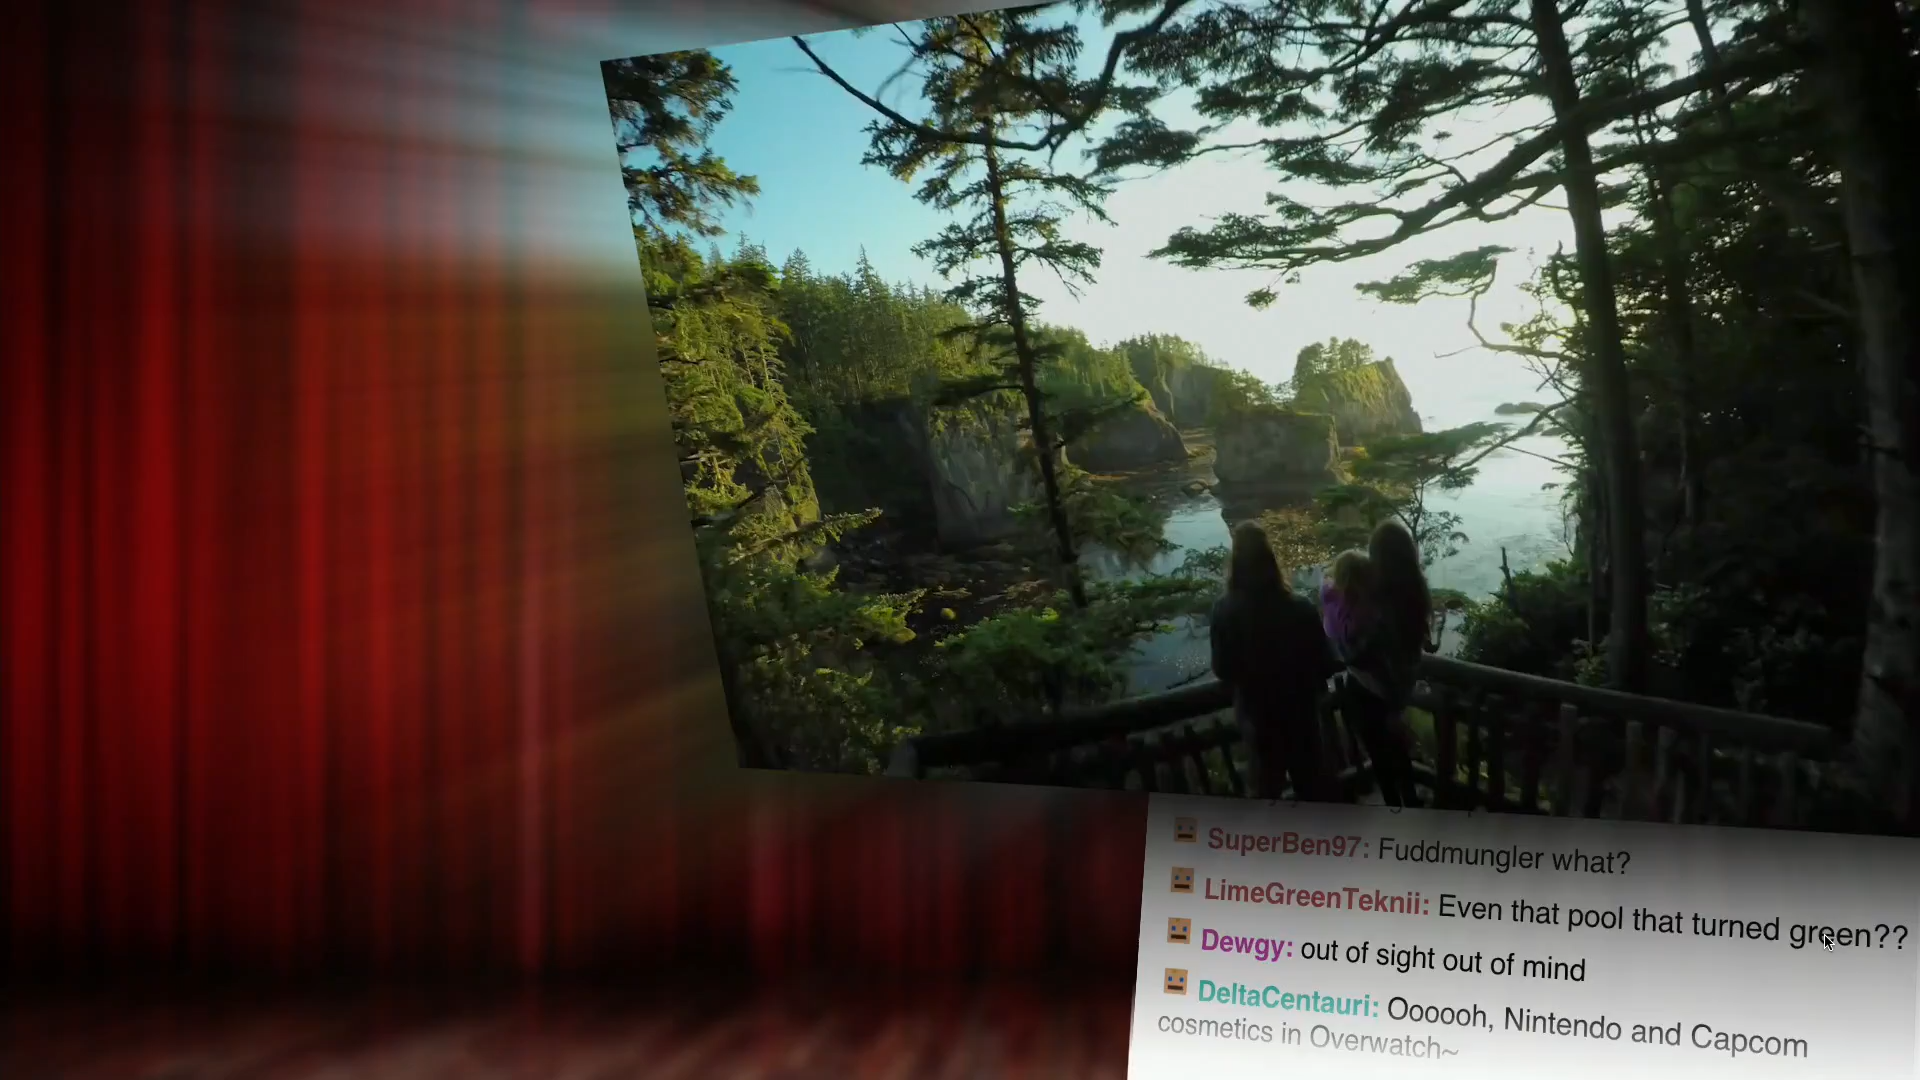 SuperBen97: Fuddmungler what?
LimeGreenTeknii: Even that pool that turned green??
Dewgy: out of sight out of mind
DeltaCentauri: Oooooh, Nintendo and Capcom
cosmetics in Overwatch~